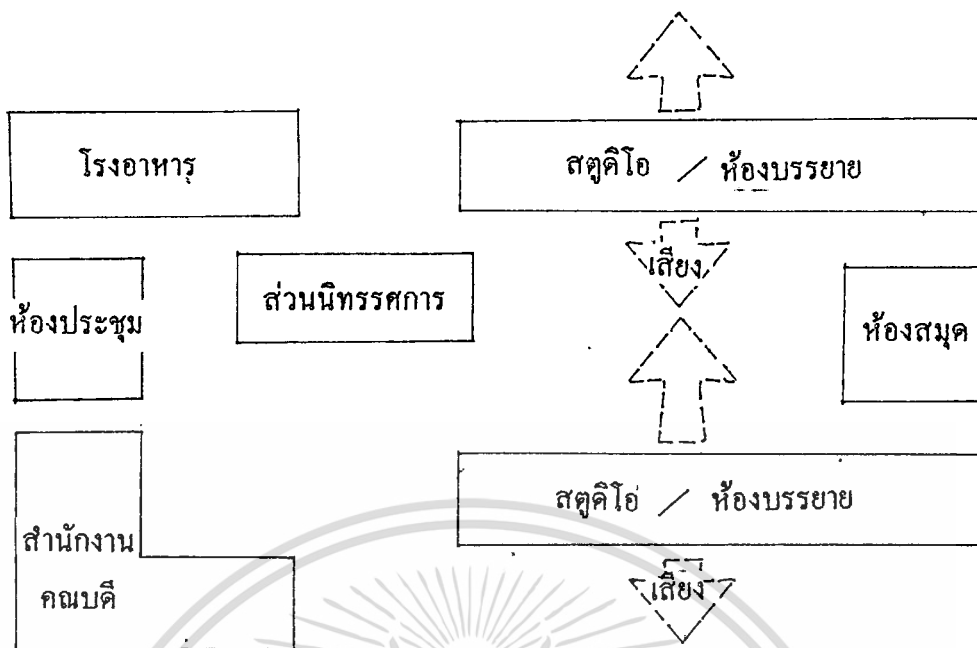 โรงอาหาร
สตูดิโอ / ห้องบรรยาย
เสียง
ห้องประชุม
ส่วนนิทรรศการ
ห้องสมุด
สตูดิโอ / ห้องบรรยาย
สำนักงาน
คณบดี
เสียง